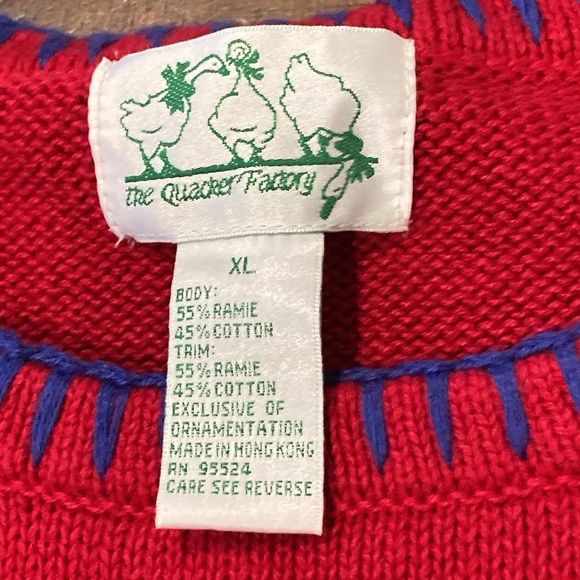 the Quacker Factory
XL
BODY:
55% RAMIE
45% COTTON
TRIM:
55% RAMIE
45% COTTON
EXCLUSIVE OF
ORNAMENTATION
MADE IN HONG KONG
RN 95524
CARE SEE REVERSE